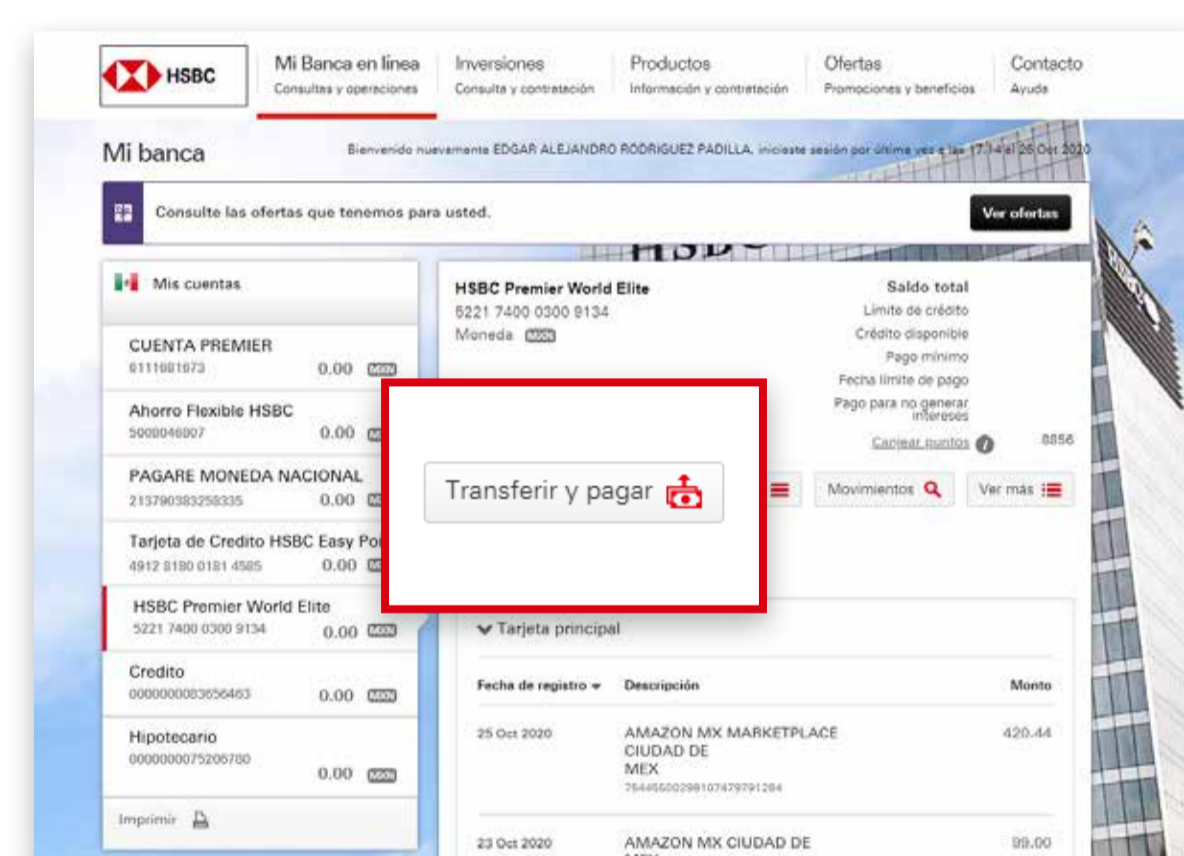 HSBC
Mi Banca en línea
Consultas y operaciones
Inversiones
Consulta y contratación
Productos
Información y contratación
Ofertas
Promociones y beneficios
Contacto
Ayuda
Mi banca
Bienvenido nuevamente EDGAR ALEJANDRO RODRIGUEZ PADILLA, iniciaste sesión por última vez a las 17:14 el 26 Oct 2020
Consulte las ofertas que tenemos para usted.
Ver ofertas
HSBC
Mis cuentas
CUENTA PREMIER
6111681673 0.00 MXN
Ahorro Flexible HSBC
5008046807 0.00
PAGARE MONEDA NACIONAL
213790383258335 0.00
Tarjeta de Credito HSBC Easy
4912 8180 0181 4585 0.00
HSBC Premier World Elite
5221 7400 0300 9134 0.00 MXN
Credito
0000000083656463 0.00 MXN
Hipotecario
0000000075206780
0.00 MXN
Imprimir
HSBC Premier World Elite
5221 7400 0300 9134
Moneda MXN
Saldo total
Límite de crédito
Crédito disponible
Pago mínimo
Fecha límite de pago
Pago para no generar
intereses
Canjear puntos 8856
Transferir y pagar
Movimientos
Ver más
Tarjeta principal
Fecha de registro Descripción Monto
25 Oct 2020 AMAZON MX MARKETPLACE 420.44
CIUDAD DE
MEX
23 Oct 2020 AMAZON MX CIUDAD DE 99.00